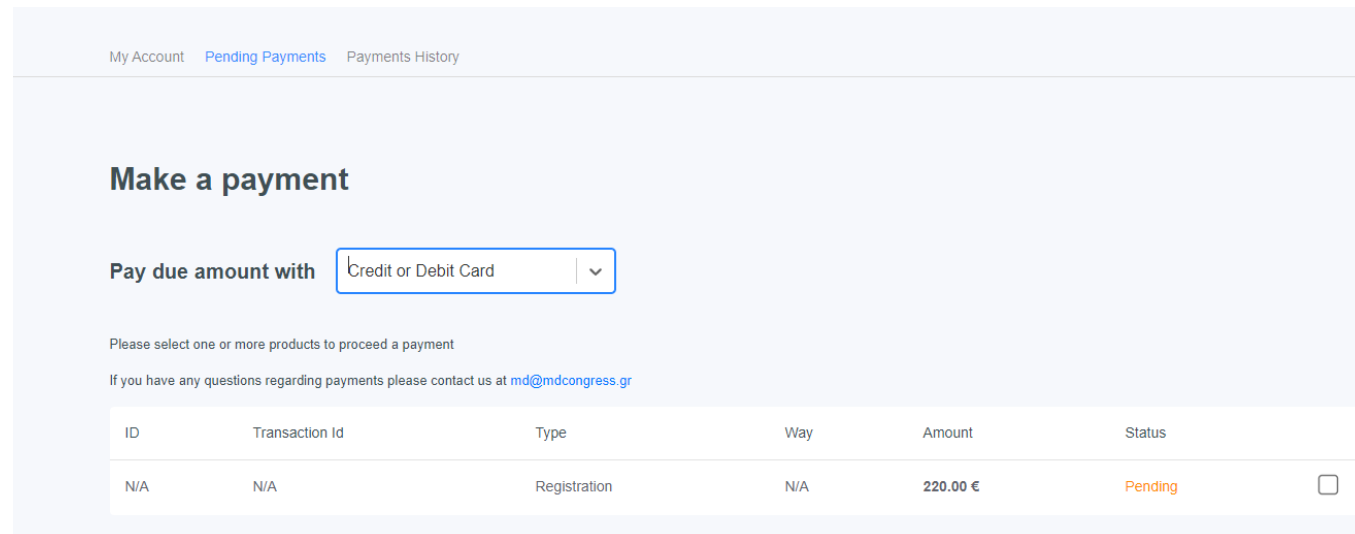 My Account Pending Payments Payments History
Make a payment
Pay due amount with Credit or Debit Card
Please select one or more products to proceed a payment
If you have any questions regarding payments please contact us at md@mdcongress.gr
ID Transaction Id Type Way Amount Status
N/A N/A Registration N/A 220.00 € Pending